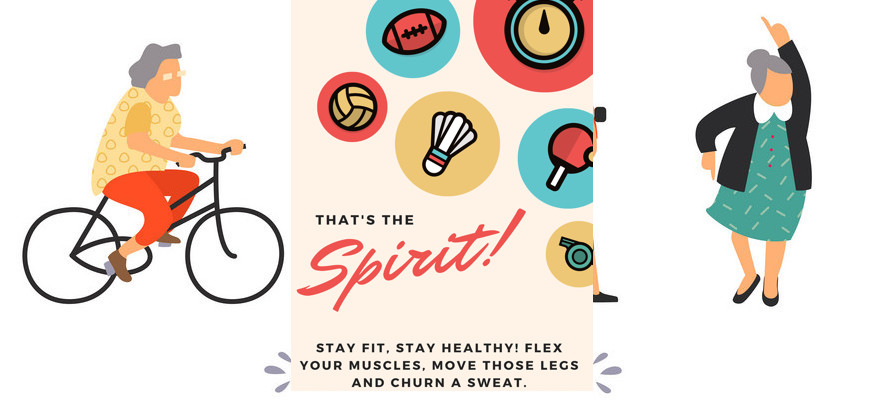 THAT'S THE
Spirit!
STAY FIT, STAY HEALTHY! FLEX
YOUR MUSCLES, MOVE THOSE LEGS
AND CHURN A SWEAT.